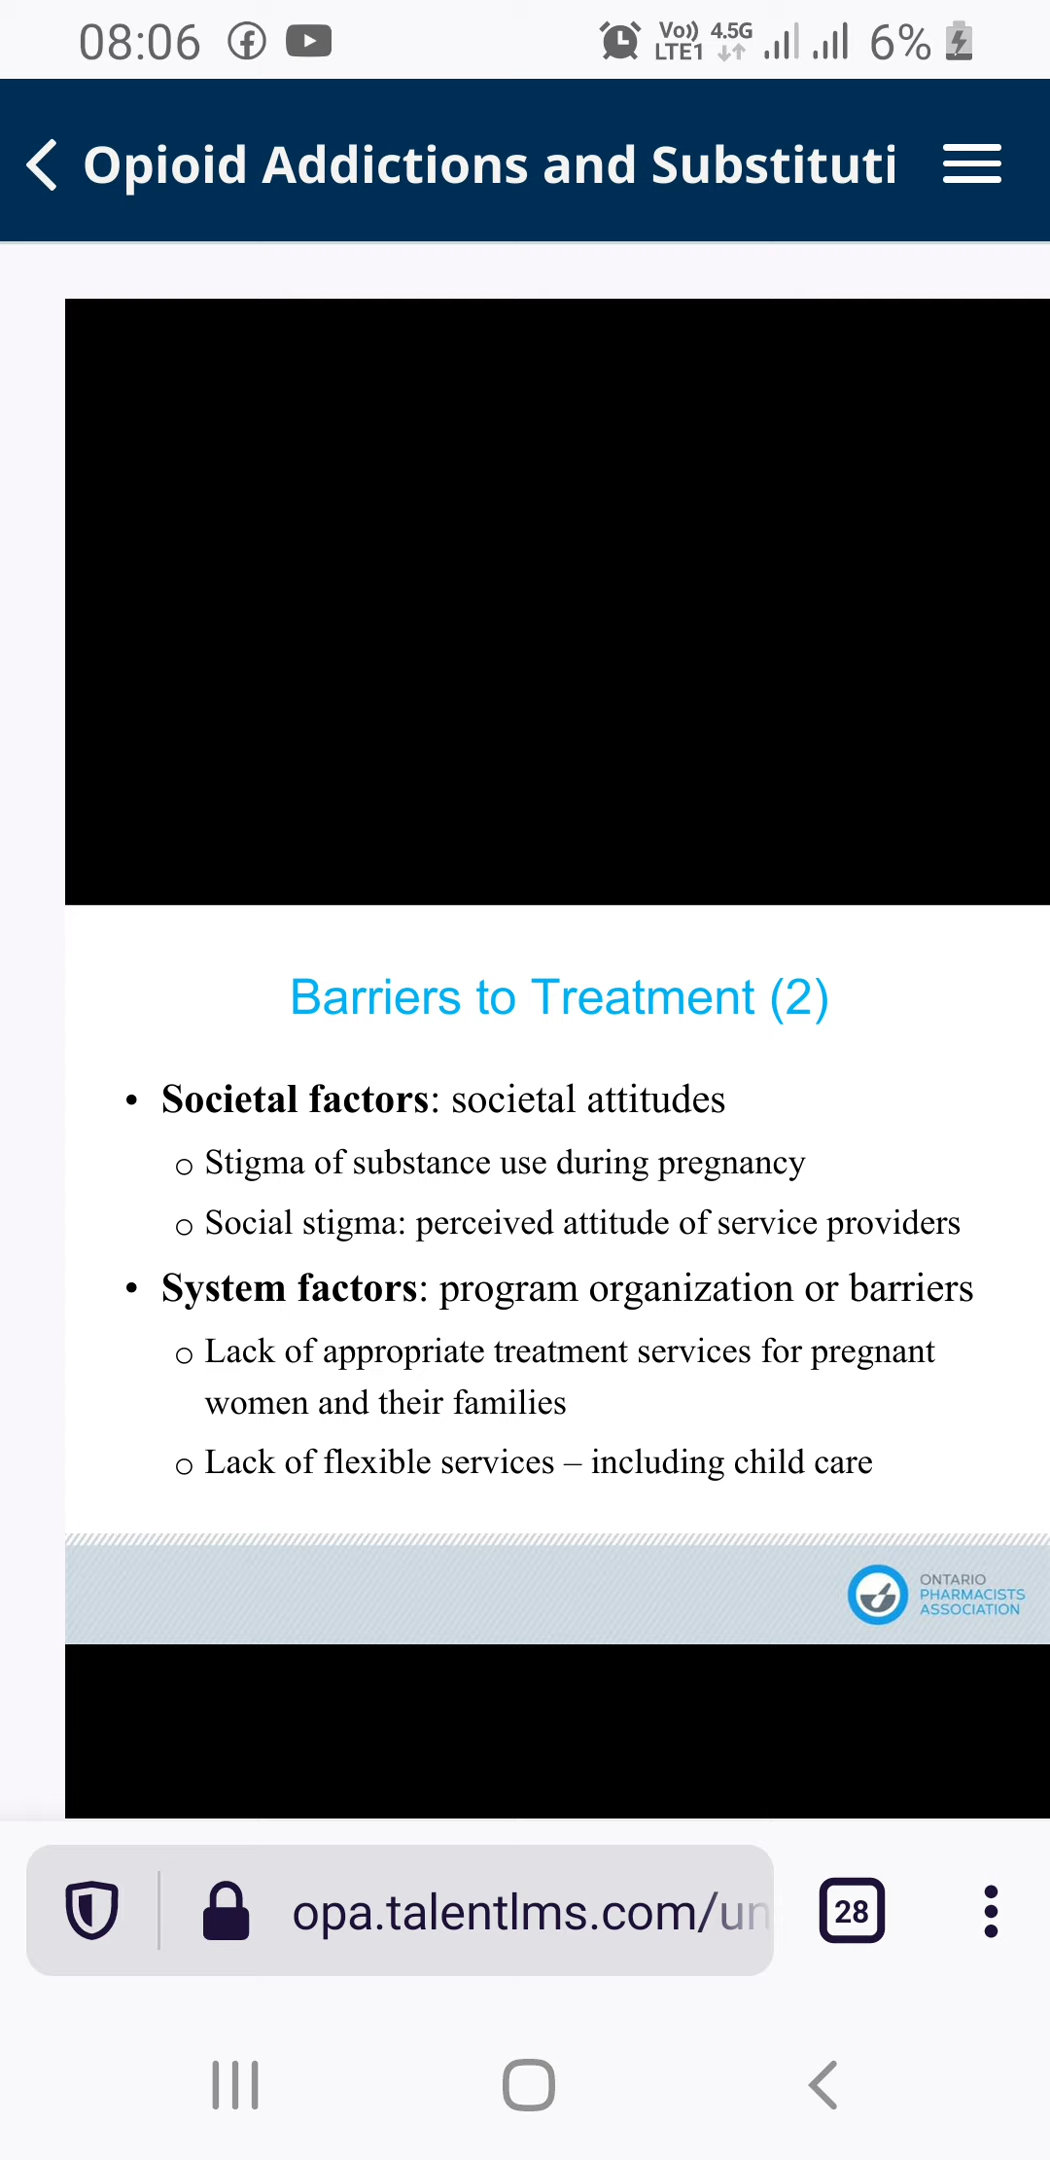 08:06 Vo)) 4.5G 6%
LTE1
Opioid Addictions and Substituti
Barriers to Treatment (2)
• Societal factors: societal attitudes
o Stigma of substance use during pregnancy
o Social stigma: perceived attitude of service providers
• System factors: program organization or barriers
o Lack of appropriate treatment services for pregnant
women and their families
o Lack of flexible services – including child care
ONTARIO
PHARMACISTS
ASSOCIATION
opa.talentlms.com/un
28